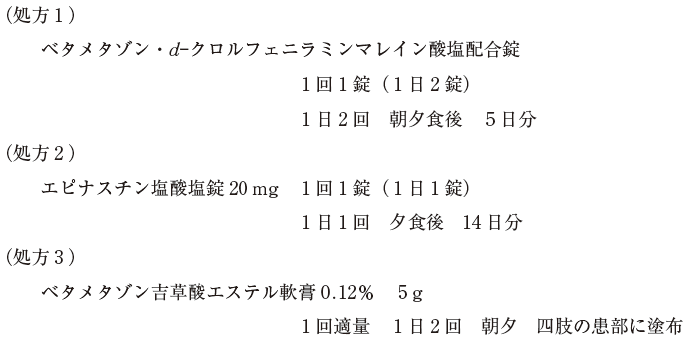 (処方1)
ベタメタゾン・d-クロルフェニラミンマレイン酸塩配合錠
1回1錠(1日2錠)
1日2回 朝夕食後 5日分
(処方2)
エピナスチン塩酸塩錠20 mg 1回1錠(1日1錠)
1日1回 夕食後 14日分
(処方3)
ベタメタゾン吉草酸エステル軟膏0.12% 5g
1回適量 1日2回 朝夕 四肢の患部に塗布